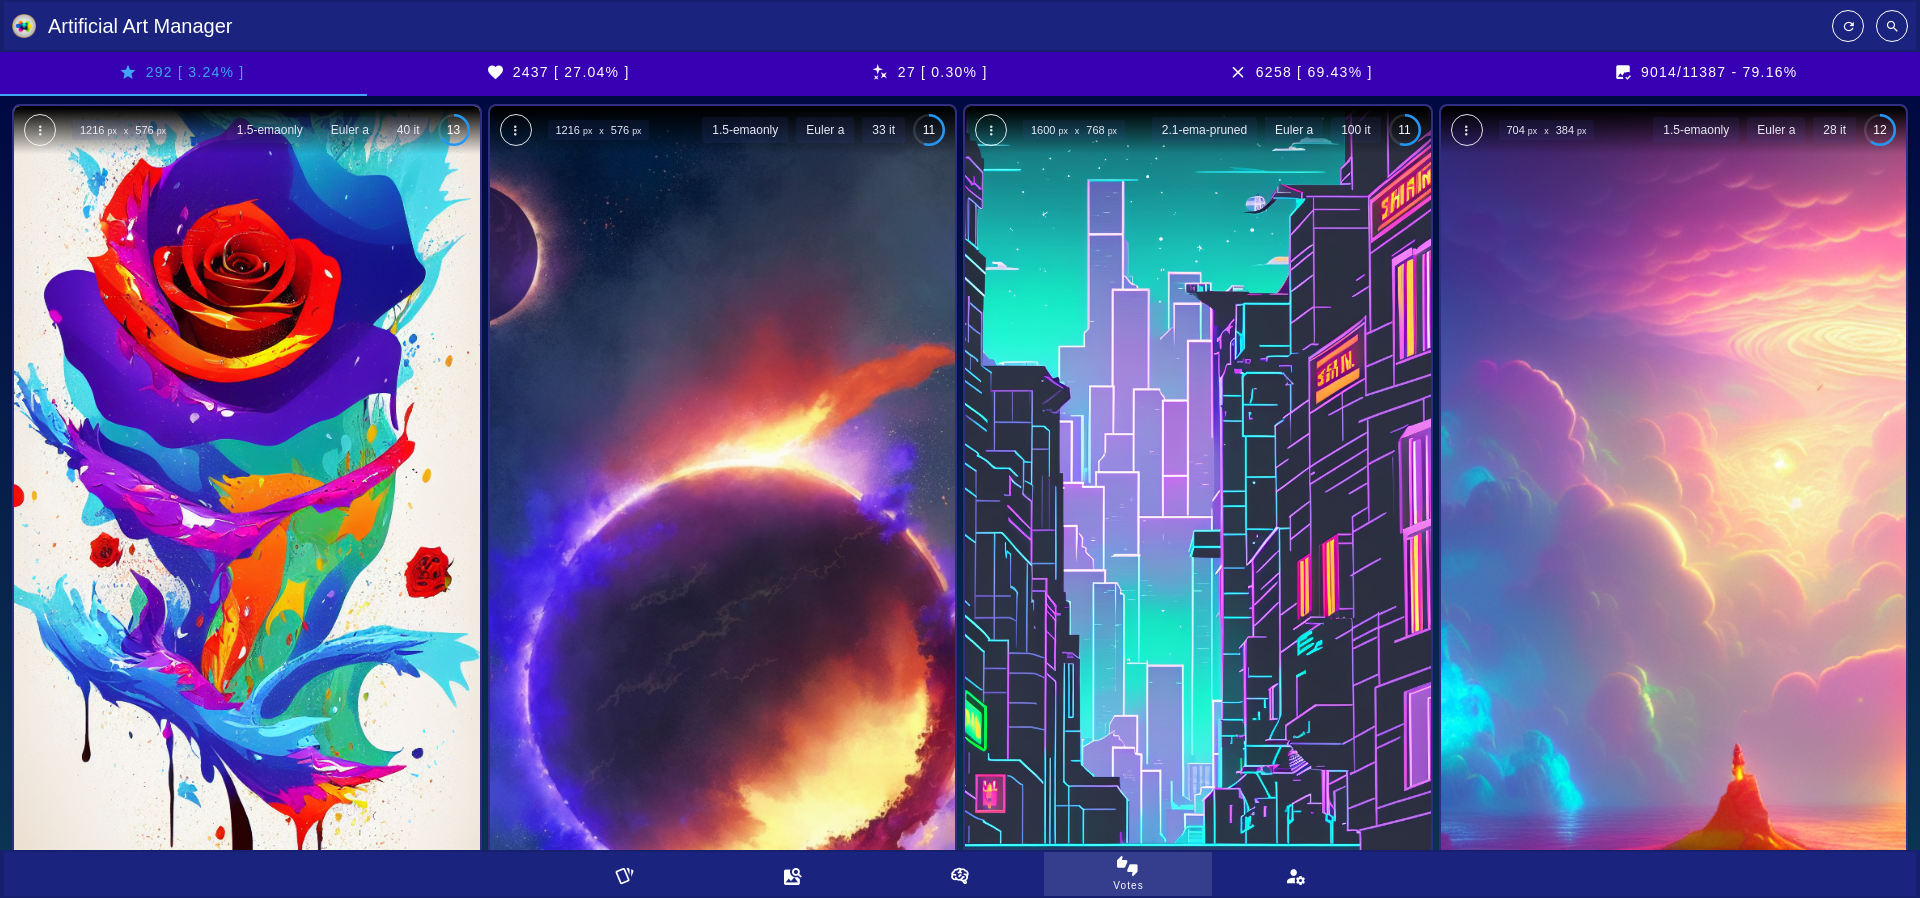 Artificial Art Manager
292 [ 3.24% ]
2437 [ 27.04% ]
27 [ 0.30% ]
6258 [ 69.43% ]
9014/11387 - 79.16%
1216 px x 576 px
1.5-emaonly
Euler a
40 it
13
1216 px x 576 px
1.5-emaonly
Euler a
33 it
11
1600 px x 768 px
2.1-ema-pruned
Euler a
100 it
11
704 px x 384 px
1.5-emaonly
Euler a
28 it
12
Votes